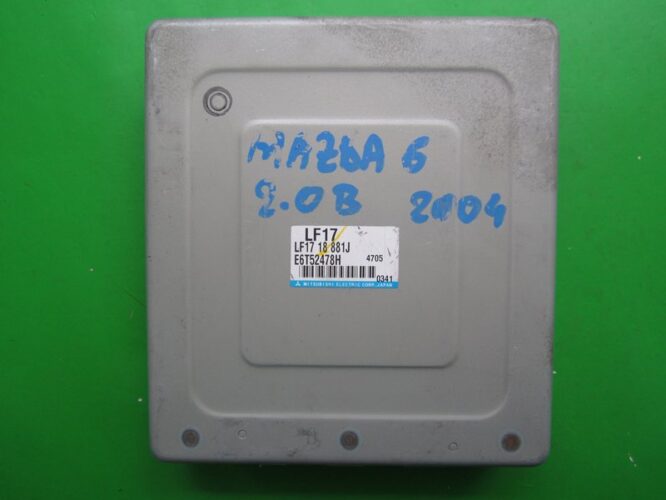 MAZDA 6
2.0B 2004
LF17
LF17 18 881J
E6T52478H 4705
0341
MITSUBISHI ELECTRIC CORP. JAPAN